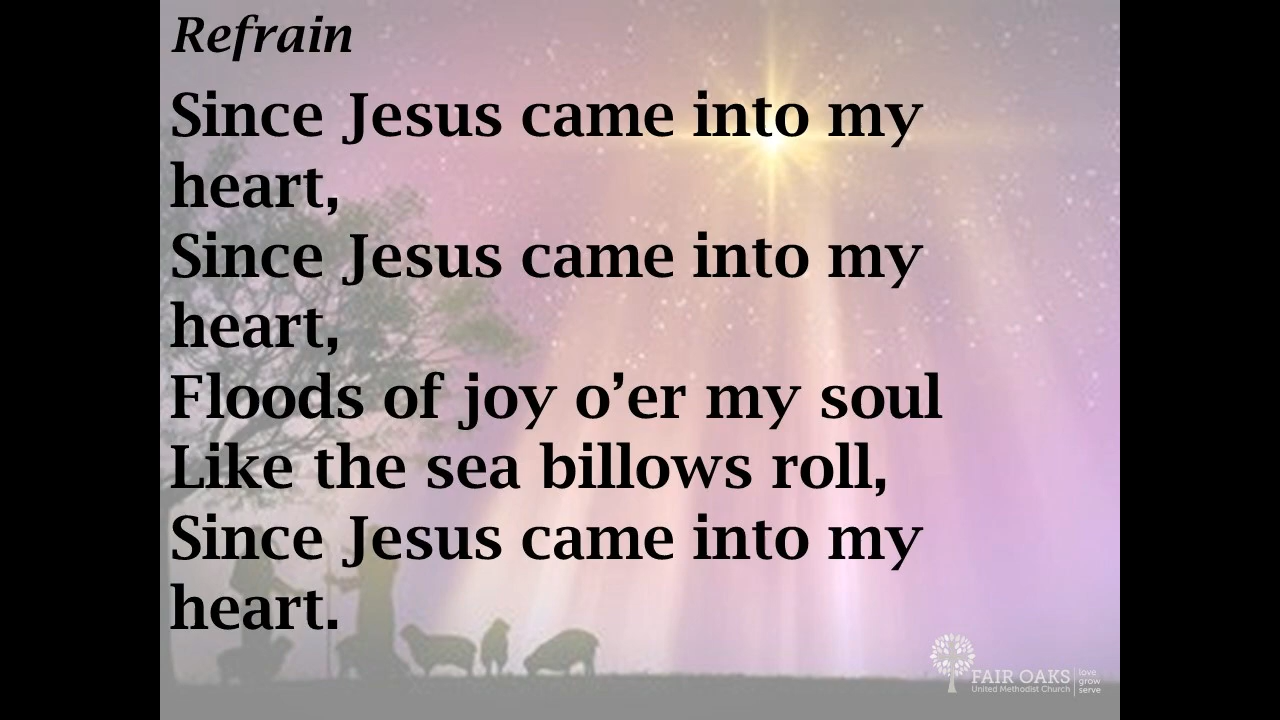 Refrain
Since Jesus came into my
heart,
Since Jesus came into my
heart,
Floods of joy o’er my soul
Like the sea billows roll,
Since Jesus came into my
heart.
FAIR OAKS
United Methodist Church
love
grow
serve